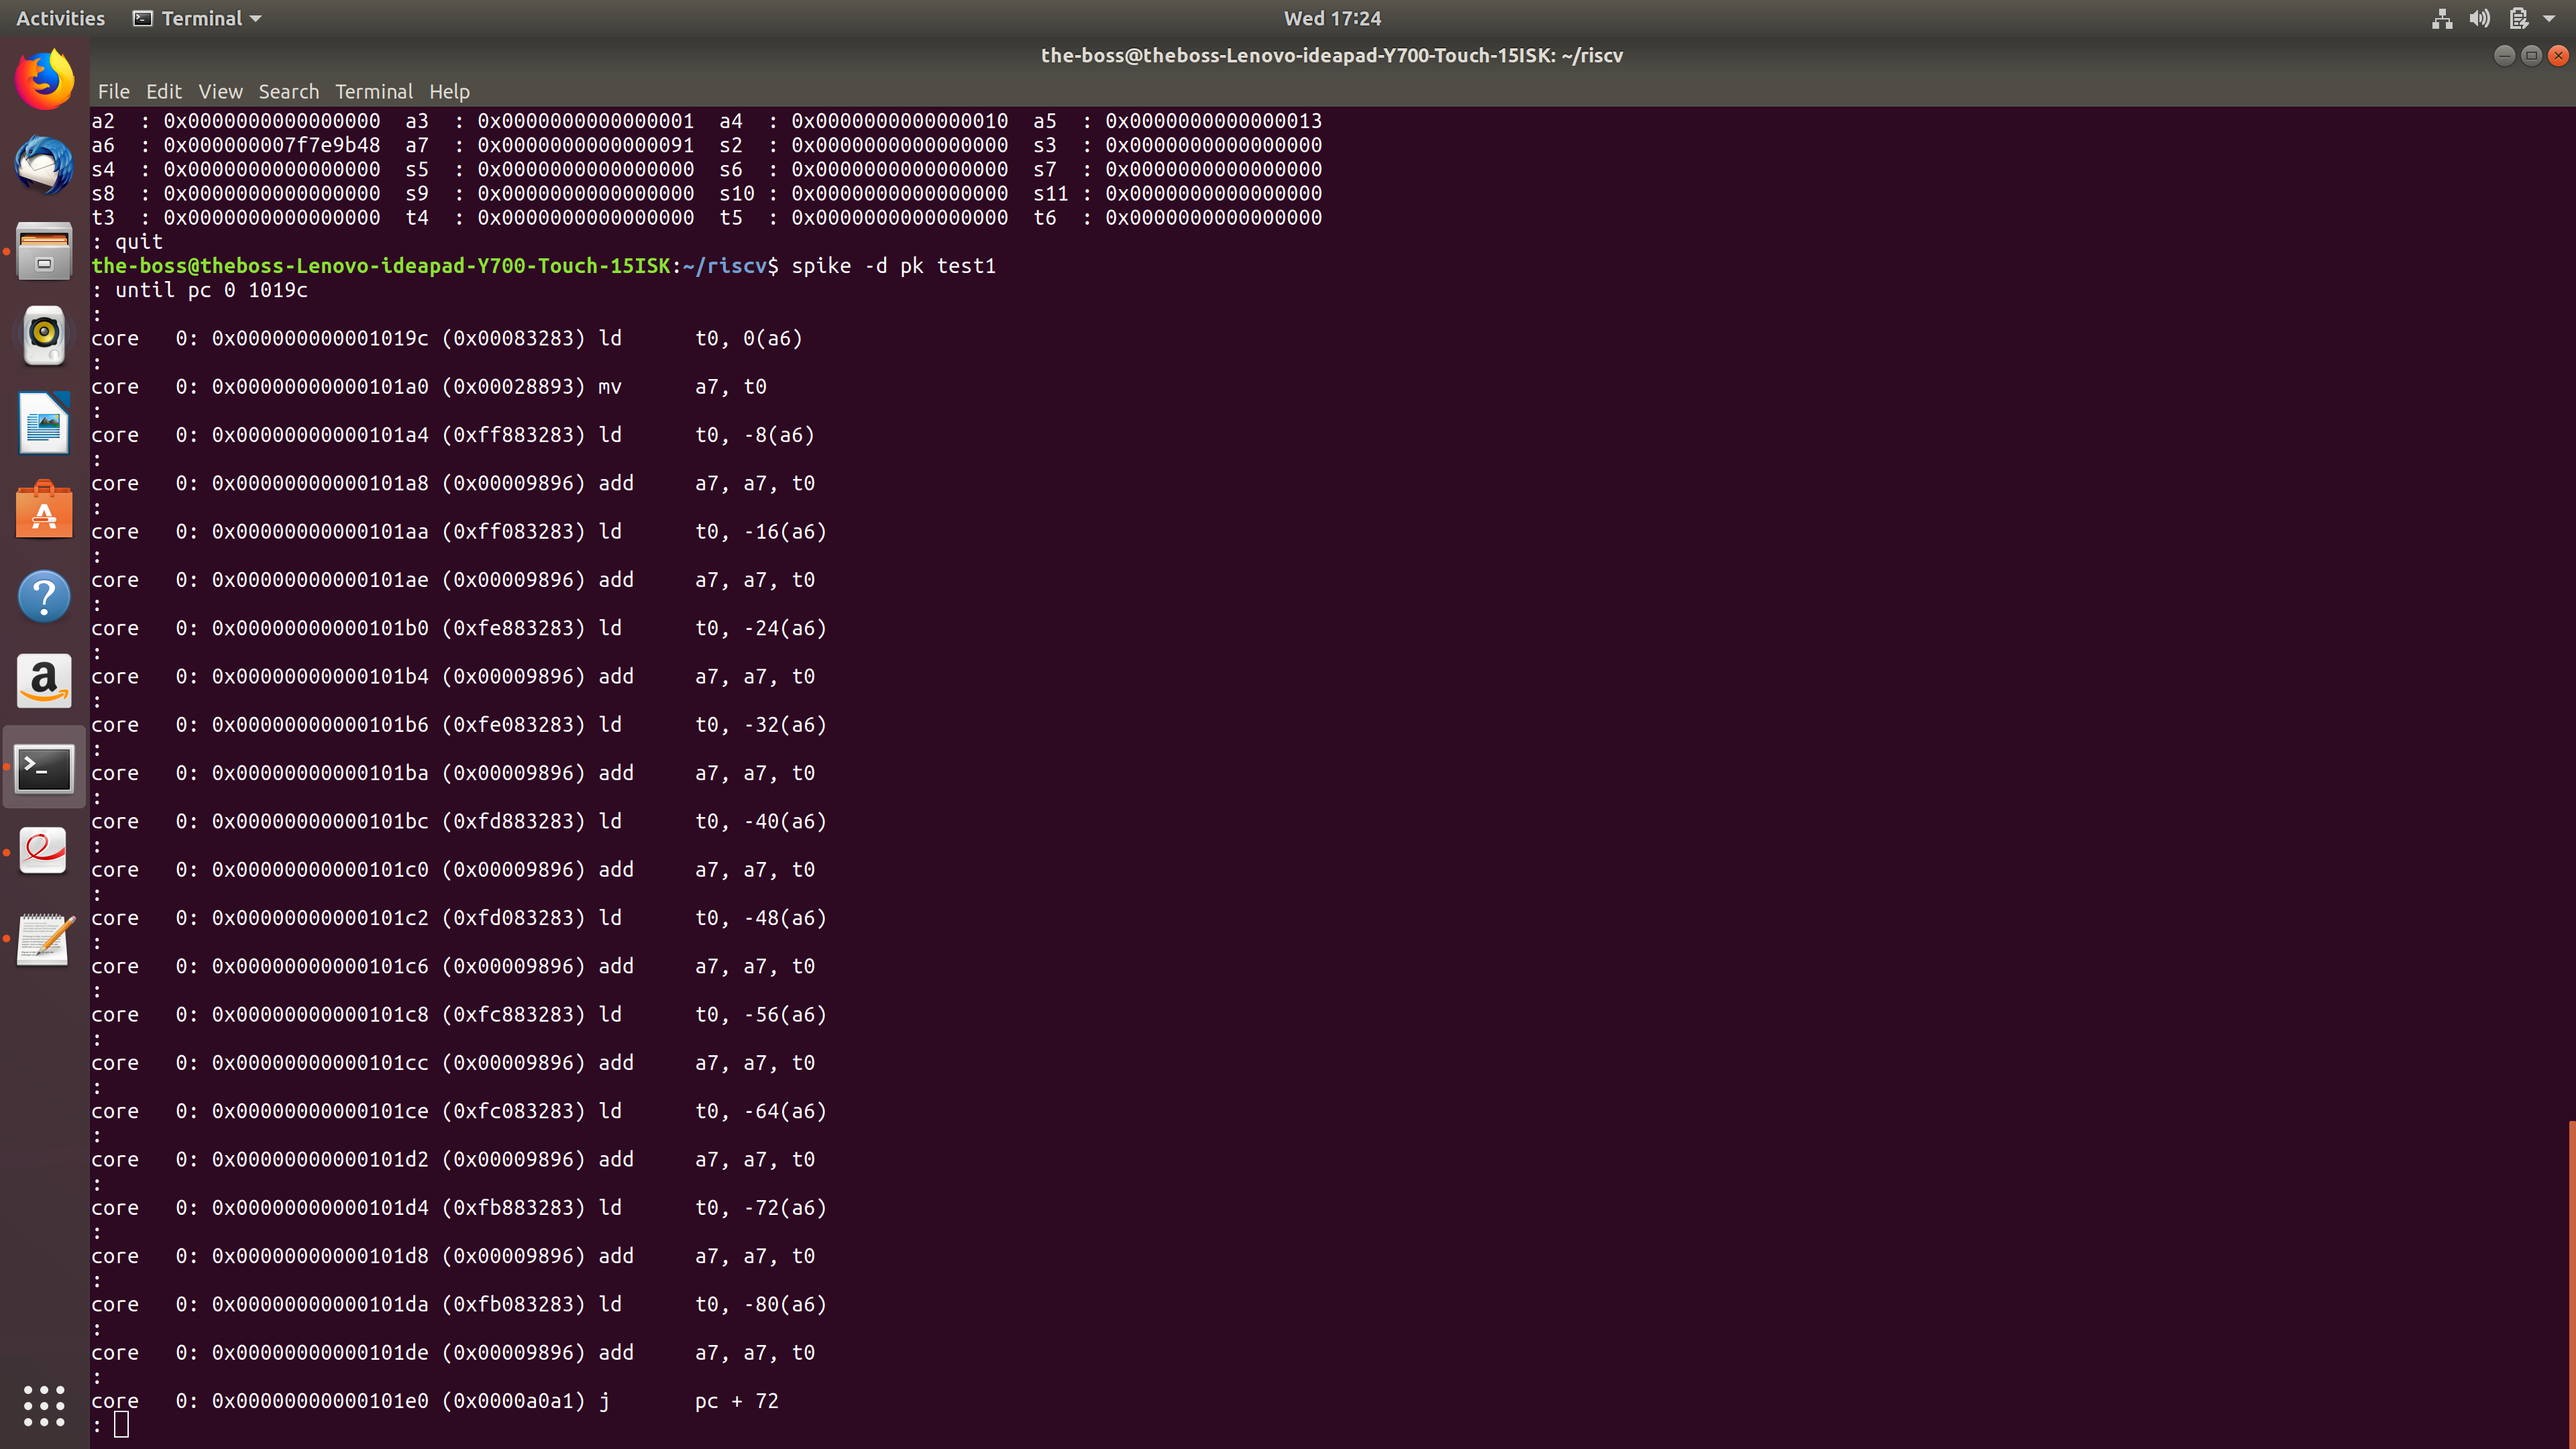 Activities Terminal Wed 17:24
the-boss@theboss-Lenovo-ideapad-Y700-Touch-15ISK: ~/riscv
File Edit View Search Terminal Help
a2  : 0x0000000000000000  a3  : 0x0000000000000001  a4  : 0x0000000000000010  a5  : 0x0000000000000013
a6  : 0x000000007f7e9b48  a7  : 0x0000000000000091  s2  : 0x0000000000000000  s3  : 0x0000000000000000
s4  : 0x0000000000000000  s5  : 0x0000000000000000  s6  : 0x0000000000000000  s7  : 0x0000000000000000
s8  : 0x0000000000000000  s9  : 0x0000000000000000  s10 : 0x0000000000000000  s11 : 0x0000000000000000
t3  : 0x0000000000000000  t4  : 0x0000000000000000  t5  : 0x0000000000000000  t6  : 0x0000000000000000
: quit
the-boss@theboss-Lenovo-ideapad-Y700-Touch-15ISK:~/riscv$ spike -d pk test1
: until pc 0 1019c
:
core   0: 0x000000000001019c (0x00083283) ld      t0, 0(a6)
:
core   0: 0x00000000000101a0 (0x00028893) mv      a7, t0
:
core   0: 0x00000000000101a4 (0xff883283) ld      t0, -8(a6)
:
core   0: 0x00000000000101a8 (0x00009896) add     a7, a7, t0
:
core   0: 0x00000000000101aa (0xff083283) ld      t0, -16(a6)
:
core   0: 0x00000000000101ae (0x00009896) add     a7, a7, t0
:
core   0: 0x00000000000101b0 (0xfe883283) ld      t0, -24(a6)
:
core   0: 0x00000000000101b4 (0x00009896) add     a7, a7, t0
:
core   0: 0x00000000000101b6 (0xfe083283) ld      t0, -32(a6)
:
core   0: 0x00000000000101ba (0x00009896) add     a7, a7, t0
:
core   0: 0x00000000000101bc (0xfd883283) ld      t0, -40(a6)
:
core   0: 0x00000000000101c0 (0x00009896) add     a7, a7, t0
:
core   0: 0x00000000000101c2 (0xfd083283) ld      t0, -48(a6)
:
core   0: 0x00000000000101c6 (0x00009896) add     a7, a7, t0
:
core   0: 0x00000000000101c8 (0xfc883283) ld      t0, -56(a6)
:
core   0: 0x00000000000101cc (0x00009896) add     a7, a7, t0
:
core   0: 0x00000000000101ce (0xfc083283) ld      t0, -64(a6)
:
core   0: 0x00000000000101d2 (0x00009896) add     a7, a7, t0
:
core   0: 0x00000000000101d4 (0xfb883283) ld      t0, -72(a6)
:
core   0: 0x00000000000101d8 (0x00009896) add     a7, a7, t0
:
core   0: 0x00000000000101da (0xfb083283) ld      t0, -80(a6)
:
core   0: 0x00000000000101de (0x00009896) add     a7, a7, t0
:
core   0: 0x00000000000101e0 (0x0000a0a1) j       pc + 72
: